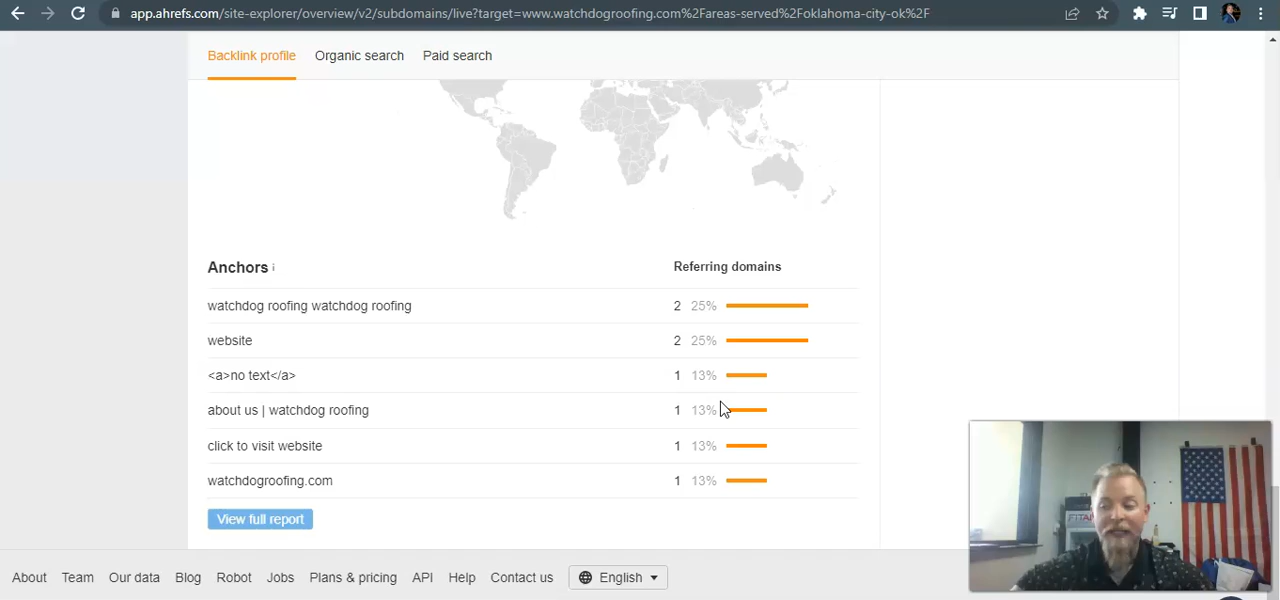 app.ahrefs.com/site-explorer/overview/v2/subdomains/live?target=www.watchdogroofing.com%2Fareas-served%2Foklahoma-city-ok%2F
Backlink profile Organic search Paid search
Anchors i Referring domains
watchdog roofing watchdog roofing 2 25%
website 2 25%
<a>no text</a> 1 13%
about us | watchdog roofing 1 13%
click to visit website 1 13%
watchdogroofing.com 1 13%
View full report
About Team Our data Blog Robot Jobs Plans & pricing API Help Contact us English